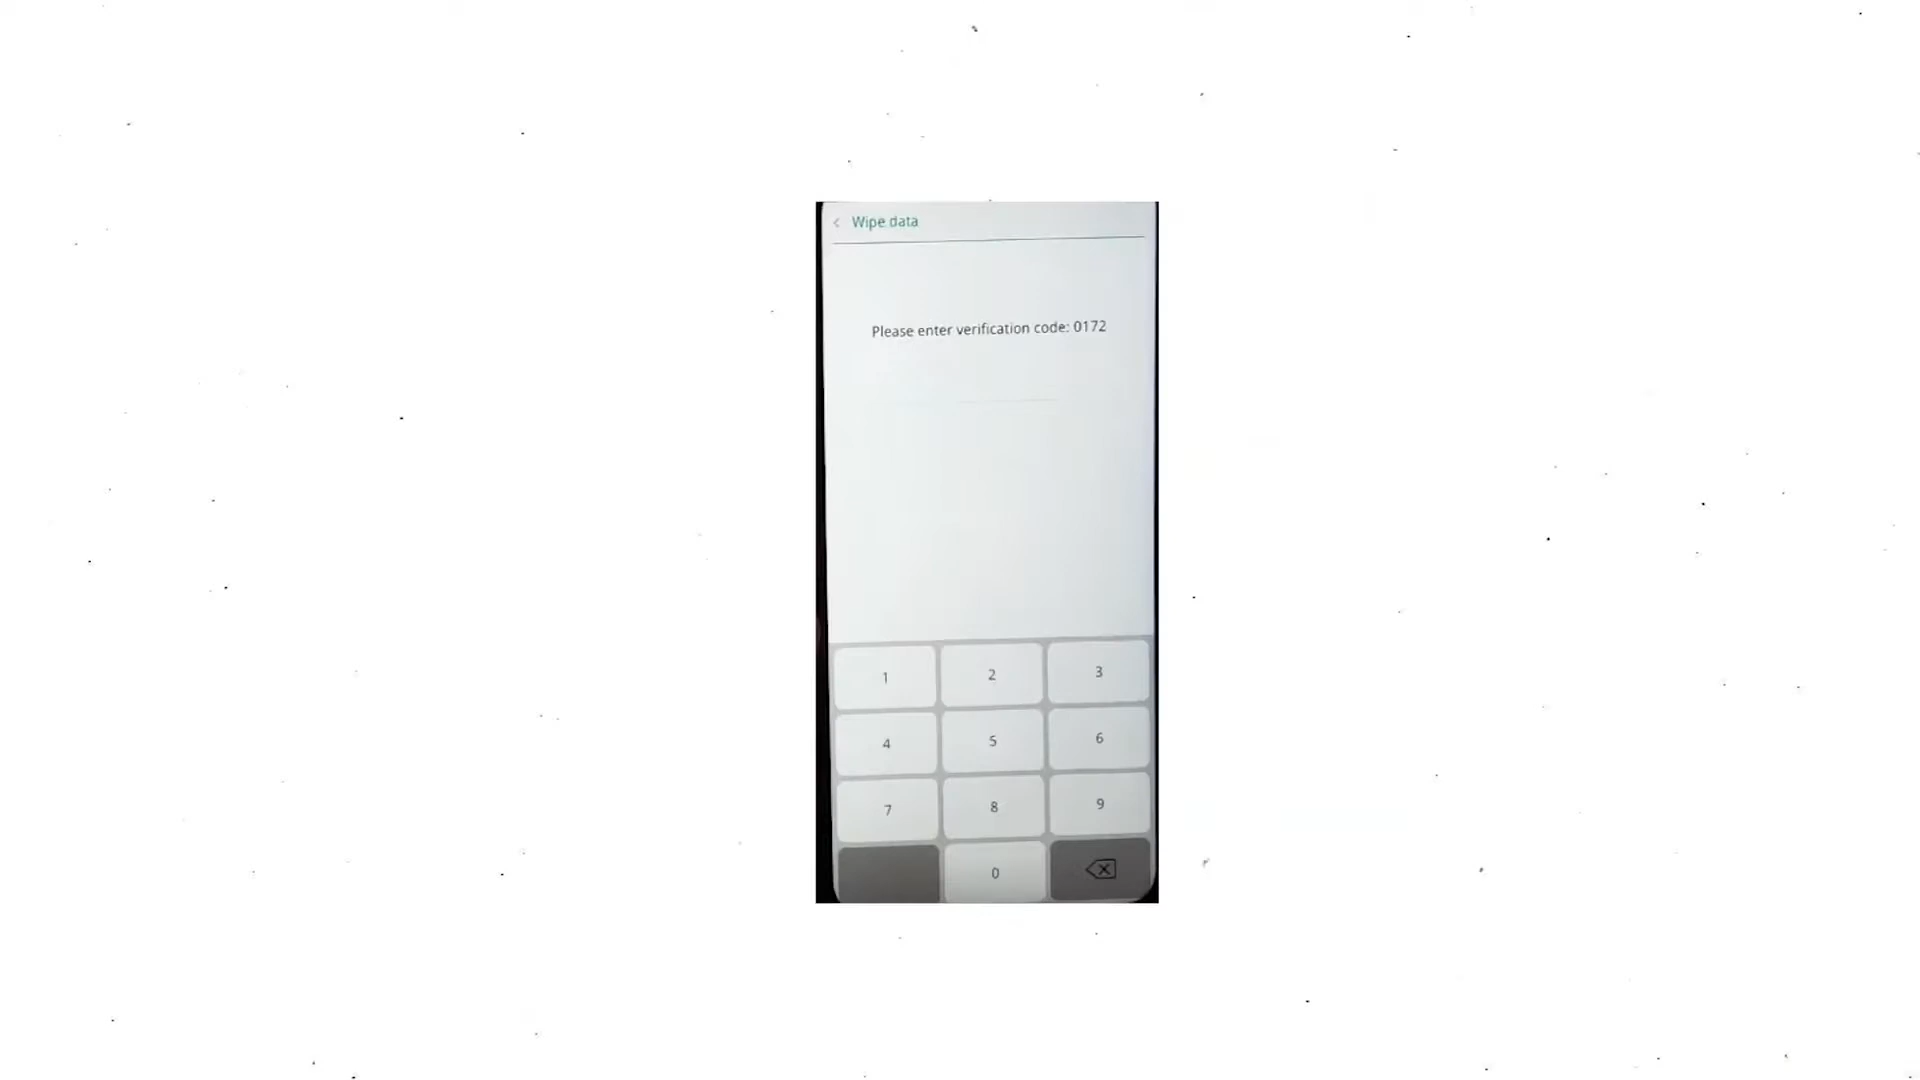 < Wipe data
Please enter verification code: 0172
1 2 3
4 5 6
7 8 9
0